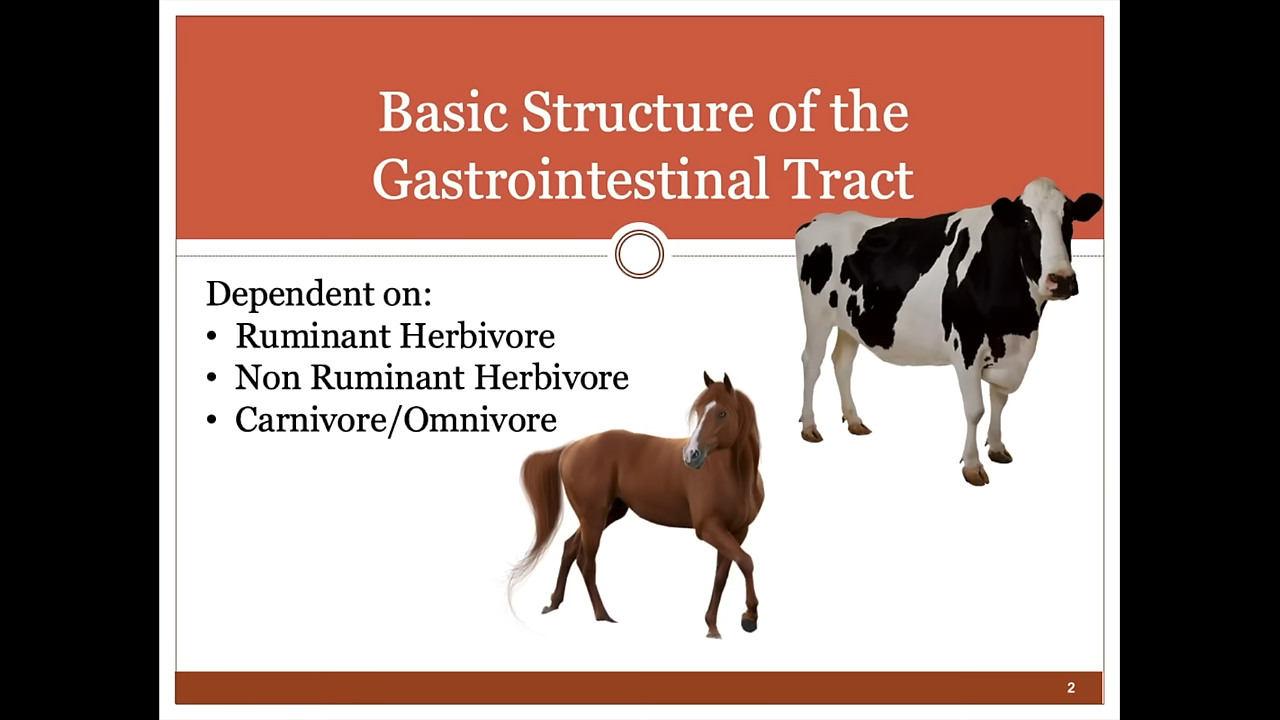 Basic Structure of the
Gastrointestinal Tract
Dependent on:
• Ruminant Herbivore
• Non Ruminant Herbivore
• Carnivore/Omnivore
2